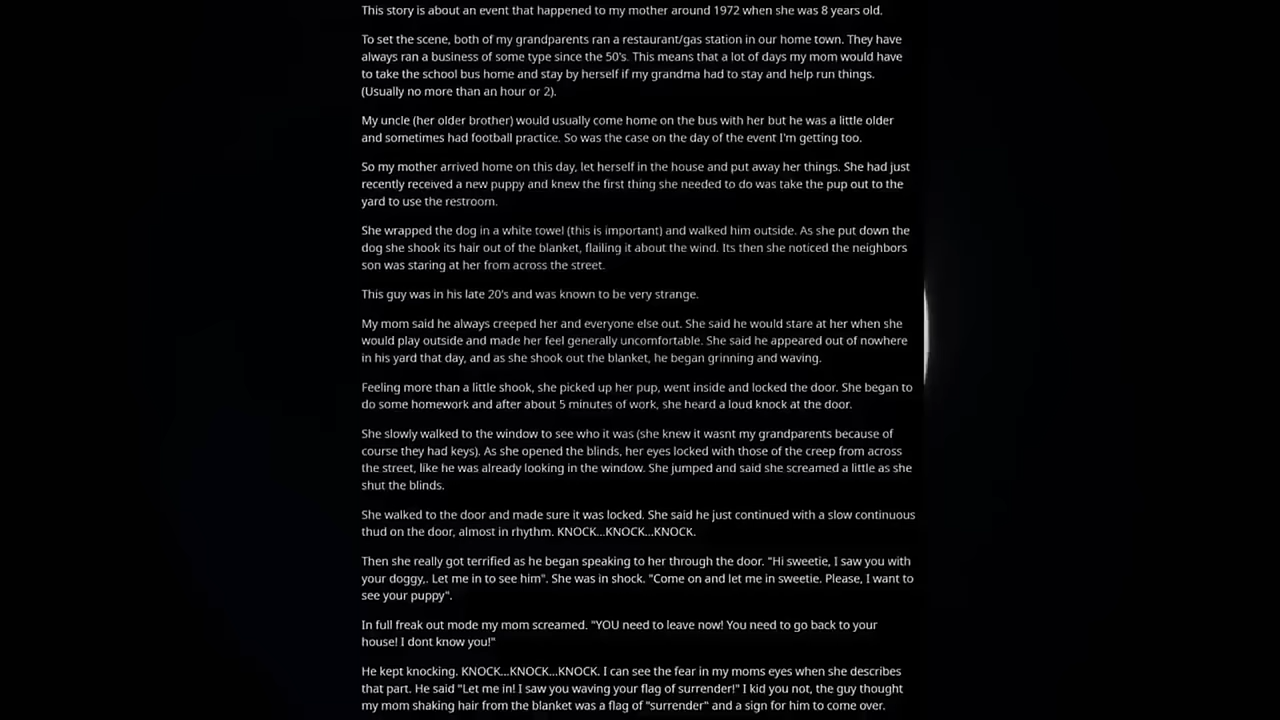 This story is about an event that happened to my mother around 1972 when she was 8 years old.
To set the scene, both of my grandparents ran a restaurant/gas station in our home town. They have
always ran a business of some type since the 50's. This means that a lot of days my mom would have
to take the school bus home and stay by herself if my grandma had to stay and help run things.
(Usually no more than an hour or 2).
My uncle (her older brother) would usually come home on the bus with her but he was a little older
and sometimes had football practice. So was the case on the day of the event I'm getting too.
So my mother arrived home on this day, let herself in the house and put away her things. She had just
recently received a new puppy and knew the first thing she needed to do was take the pup out to the
yard to use the restroom.
She wrapped the dog in a white towel (this is important) and walked him outside. As she put down the
dog she shook its hair out of the blanket, flailing it about the wind. Its then she noticed the neighbors
son was staring at her from across the street.
This guy was in his late 20's and was known to be very strange.
My mom said he always creeped her and everyone else out. She said he would stare at her when she
would play outside and made her feel generally uncomfortable. She said he appeared out of nowhere
in his yard that day, and as she shook out the blanket, he began grinning and waving.
Feeling more than a little shook, she picked up her pup, went inside and locked the door. She began to
do some homework and after about 5 minutes of work, she heard a loud knock at the door.
She slowly walked to the window to see who it was (she knew it wasnt my grandparents because of
course they had keys). As she opened the blinds, her eyes locked with those of the creep from across
the street, like he was already looking in the window. She jumped and said she screamed a little as she
shut the blinds.
She walked to the door and made sure it was locked. She said he just continued with a slow continuous
thud on the door, almost in rhythm. KNOCK...KNOCK...KNOCK.
Then she really got terrified as he began speaking to her through the door. "Hi sweetie, I saw you with
your doggy,. Let me in to see him". She was in shock. "Come on and let me in sweetie. Please, I want to
see your puppy".
In full freak out mode my mom screamed. "YOU need to leave now! You need to go back to your
house! I dont know you!"
He kept knocking. KNOCK...KNOCK...KNOCK. I can see the fear in my moms eyes when she describes
that part. He said "Let me in! I saw you waving your flag of surrender!" I kid you not, the guy thought
my mom shaking hair from the blanket was a flag of "surrender" and a sign for him to come over.